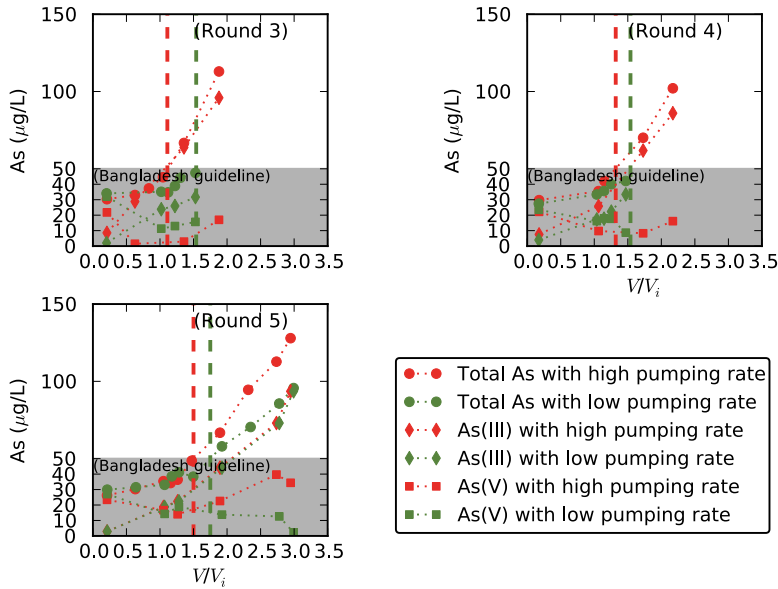 150
(Round 3)
100
As (μg/L)
50
(Bangladesh guideline)
40
30
20
10
0
0.0 0.5 1.0 1.5 2.0 2.5 3.0 3.5
150
(Round 4)
100
As (μg/L)
50
(Bangladesh guideline)
40
30
20
10
0
0.0 0.5 1.0 1.5 2.0 2.5 3.0 3.5
V/Vi
150
(Round 5)
100
As (μg/L)
50
(Bangladesh guideline)
40
30
20
10
0
0.0 0.5 1.0 1.5 2.0 2.5 3.0 3.5
V/Vi
Total As with high pumping rate
Total As with low pumping rate
As(III) with high pumping rate
As(III) with low pumping rate
As(V) with high pumping rate
As(V) with low pumping rate